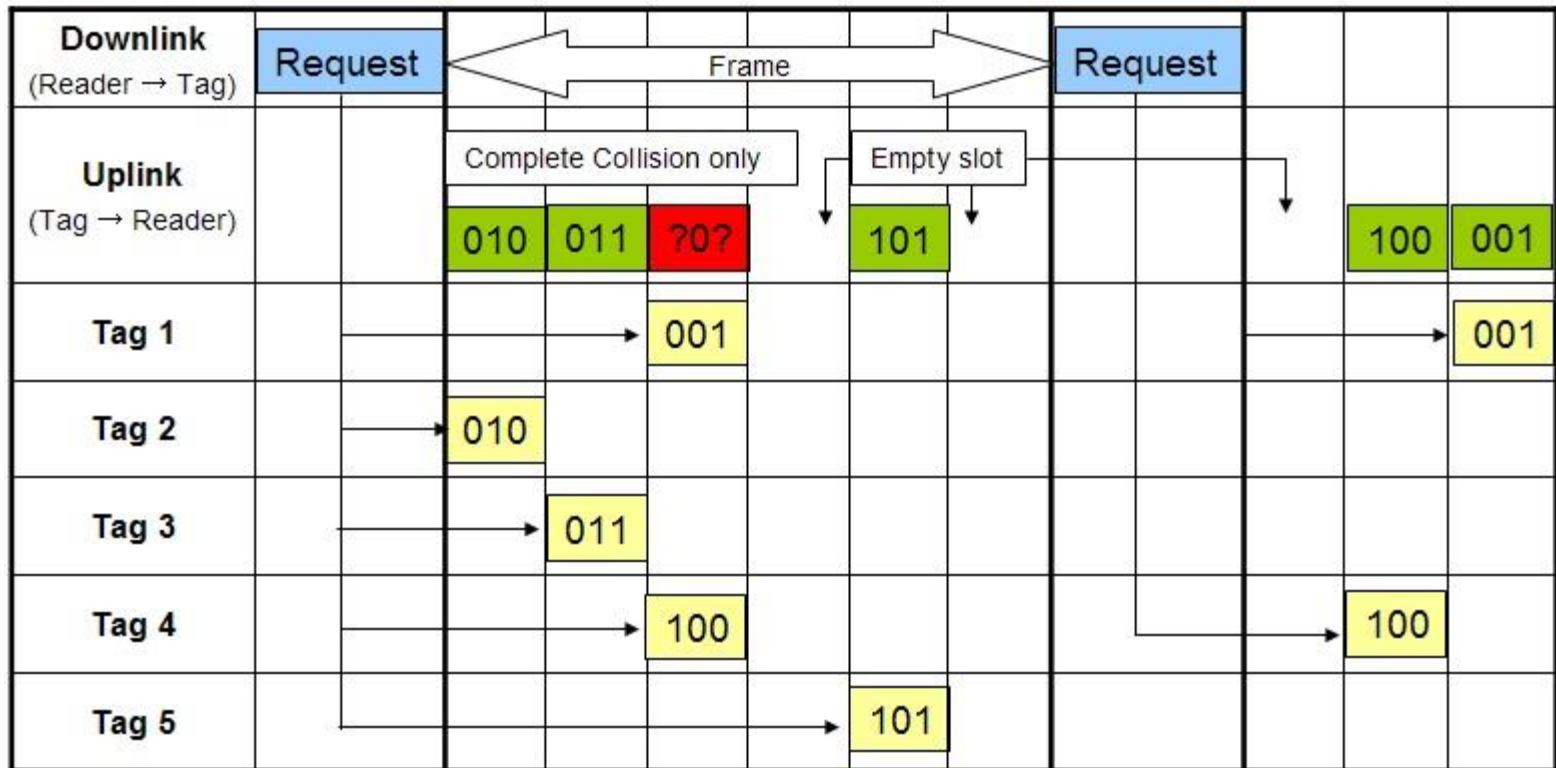 Downlink
(Reader → Tag)
Request
Frame
Request
Uplink
(Tag → Reader)
Complete Collision only
Empty slot
010
011
?0?
101
100
001
Tag 1
001
001
Tag 2
010
Tag 3
011
Tag 4
100
100
Tag 5
101